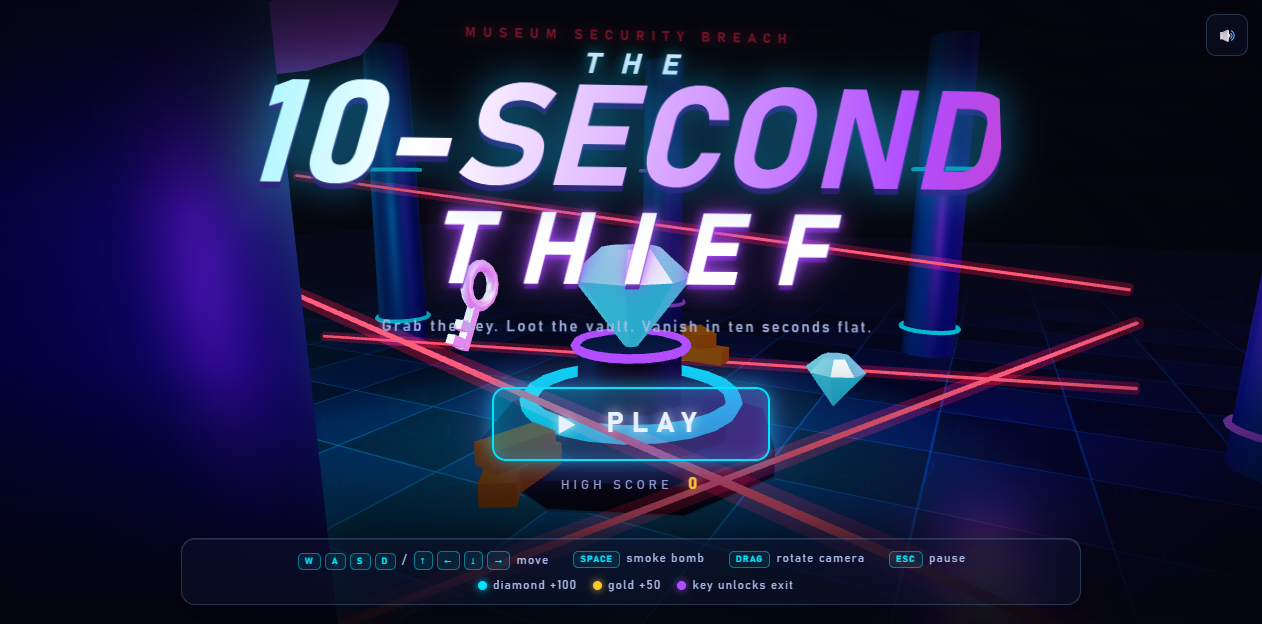 MUSEUM SECURITY BREACH
THE
10-SECOND
THIEF
Grab the key. Loot the vault. Vanish in ten seconds flat.
▶ PLAY
HIGH SCORE 0
W A S D / ↑ ← ↓ → move SPACE smoke bomb DRAG rotate camera ESC pause
diamond +100 gold +50 key unlocks exit